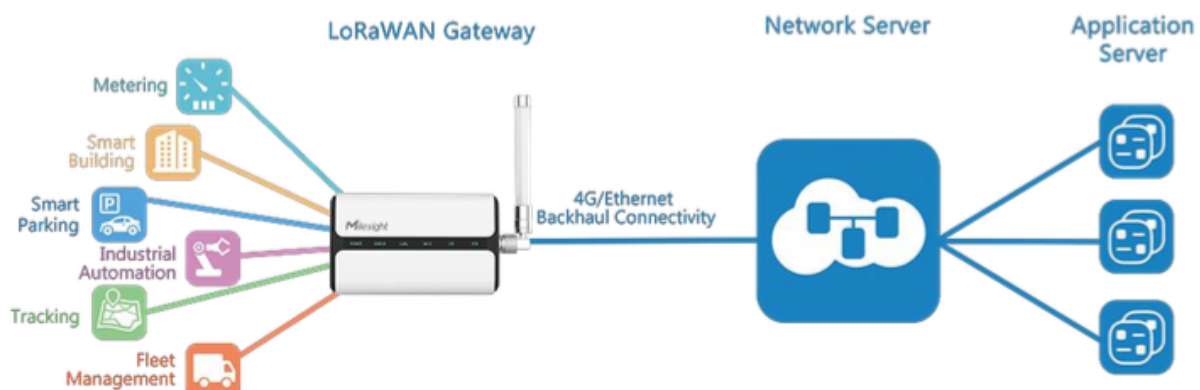 LoRaWAN Gateway
Network Server
Application
Server
Metering
Smart
Building
Smart
Parking
Industrial
Automation
Tracking
Fleet
Management
Milesight
4G/Ethernet
Backhaul Connectivity
P